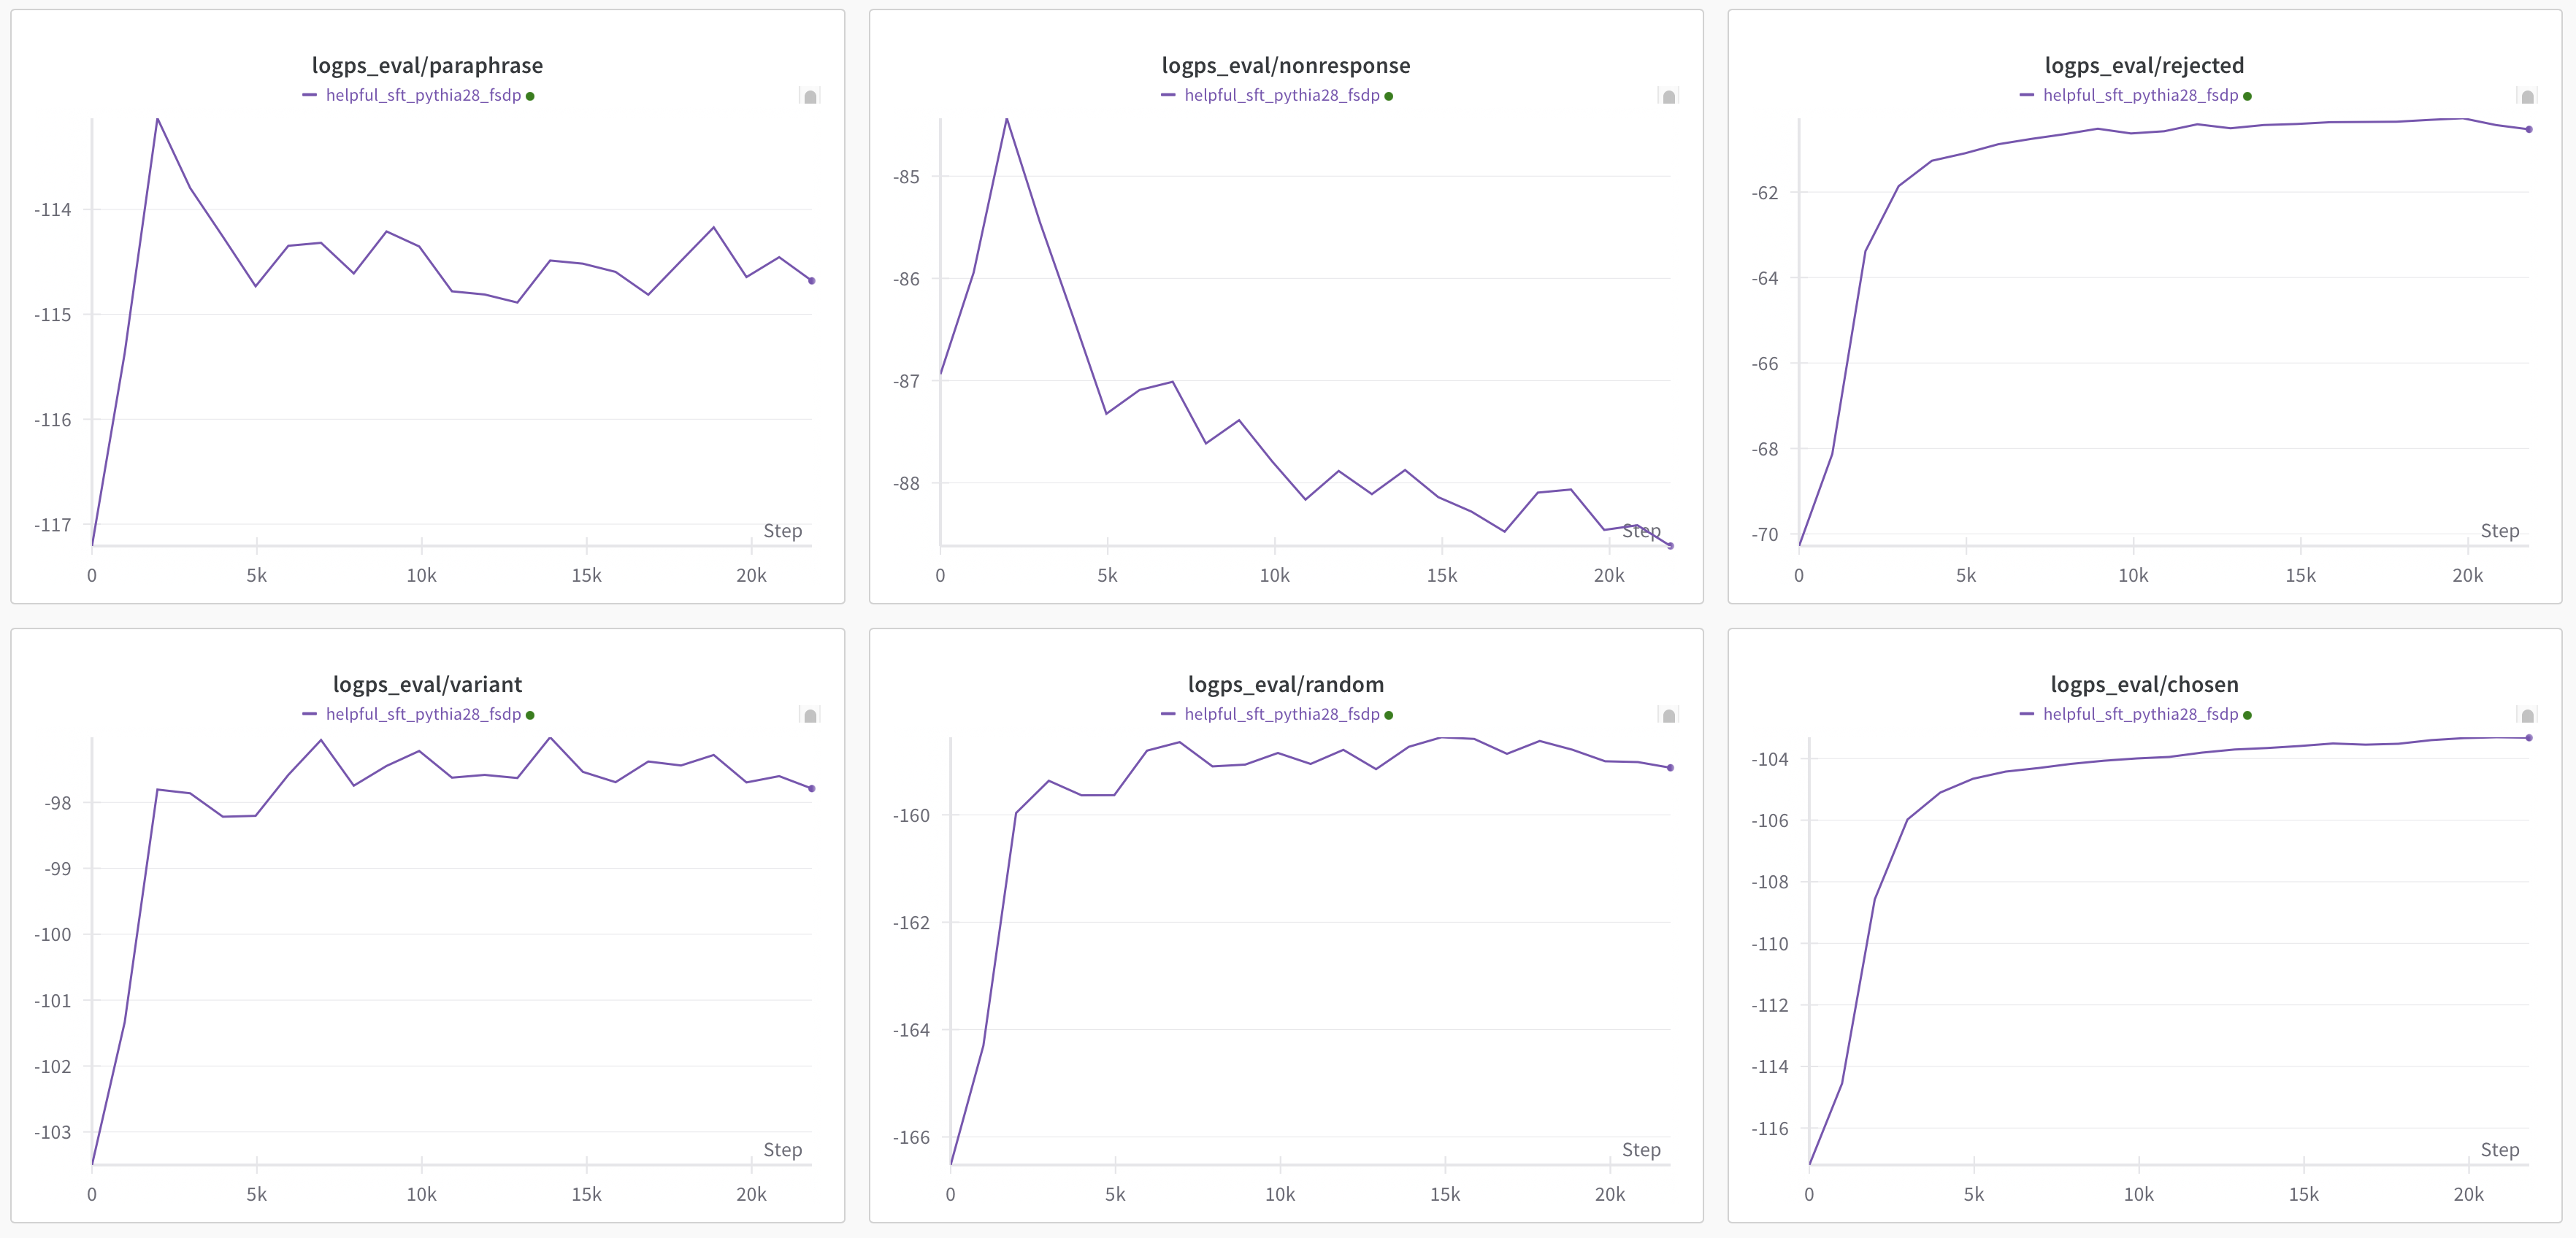 logps_eval/paraphrase
helpful_sft_pythia28_fsdp
-114
-115
-116
-117
Step
0 5k 10k 15k 20k
logps_eval/nonresponse
helpful_sft_pythia28_fsdp
-85
-86
-87
-88
Step
0 5k 10k 15k 20k
logps_eval/rejected
helpful_sft_pythia28_fsdp
-62
-64
-66
-68
-70
Step
0 5k 10k 15k 20k
logps_eval/variant
helpful_sft_pythia28_fsdp
-98
-99
-100
-101
-102
-103
Step
0 5k 10k 15k 20k
logps_eval/random
helpful_sft_pythia28_fsdp
-160
-162
-164
-166
Step
0 5k 10k 15k 20k
logps_eval/chosen
helpful_sft_pythia28_fsdp
-104
-106
-108
-110
-112
-114
-116
Step
0 5k 10k 15k 20k